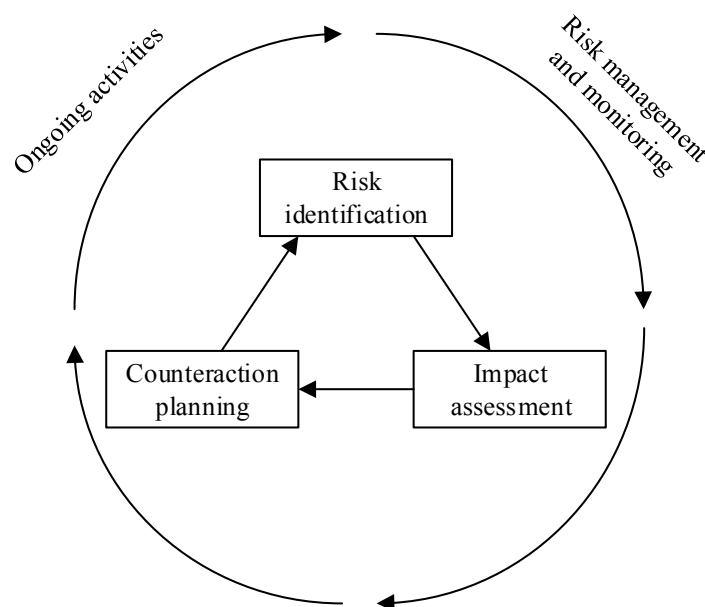 Ongoing activities
Risk management
and monitoring
Risk
identification
Counteraction
planning
Impact
assessment